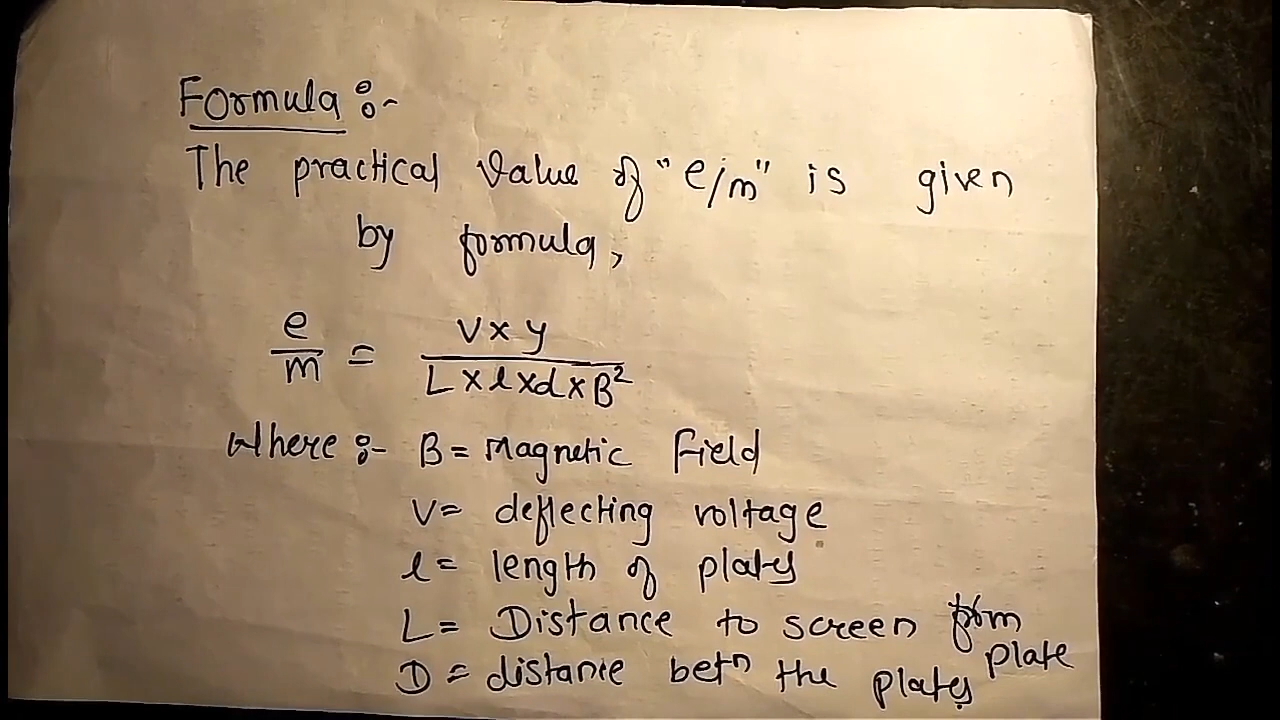 Formula :-
The practical value of "e/m" is given
by formula,
e/m = V x y / L x l x d x B²
Where :- B = Magnetic Field
V = deflecting voltage
l = length of plates
L = Distance to screen from plate
D = distance betn the plates